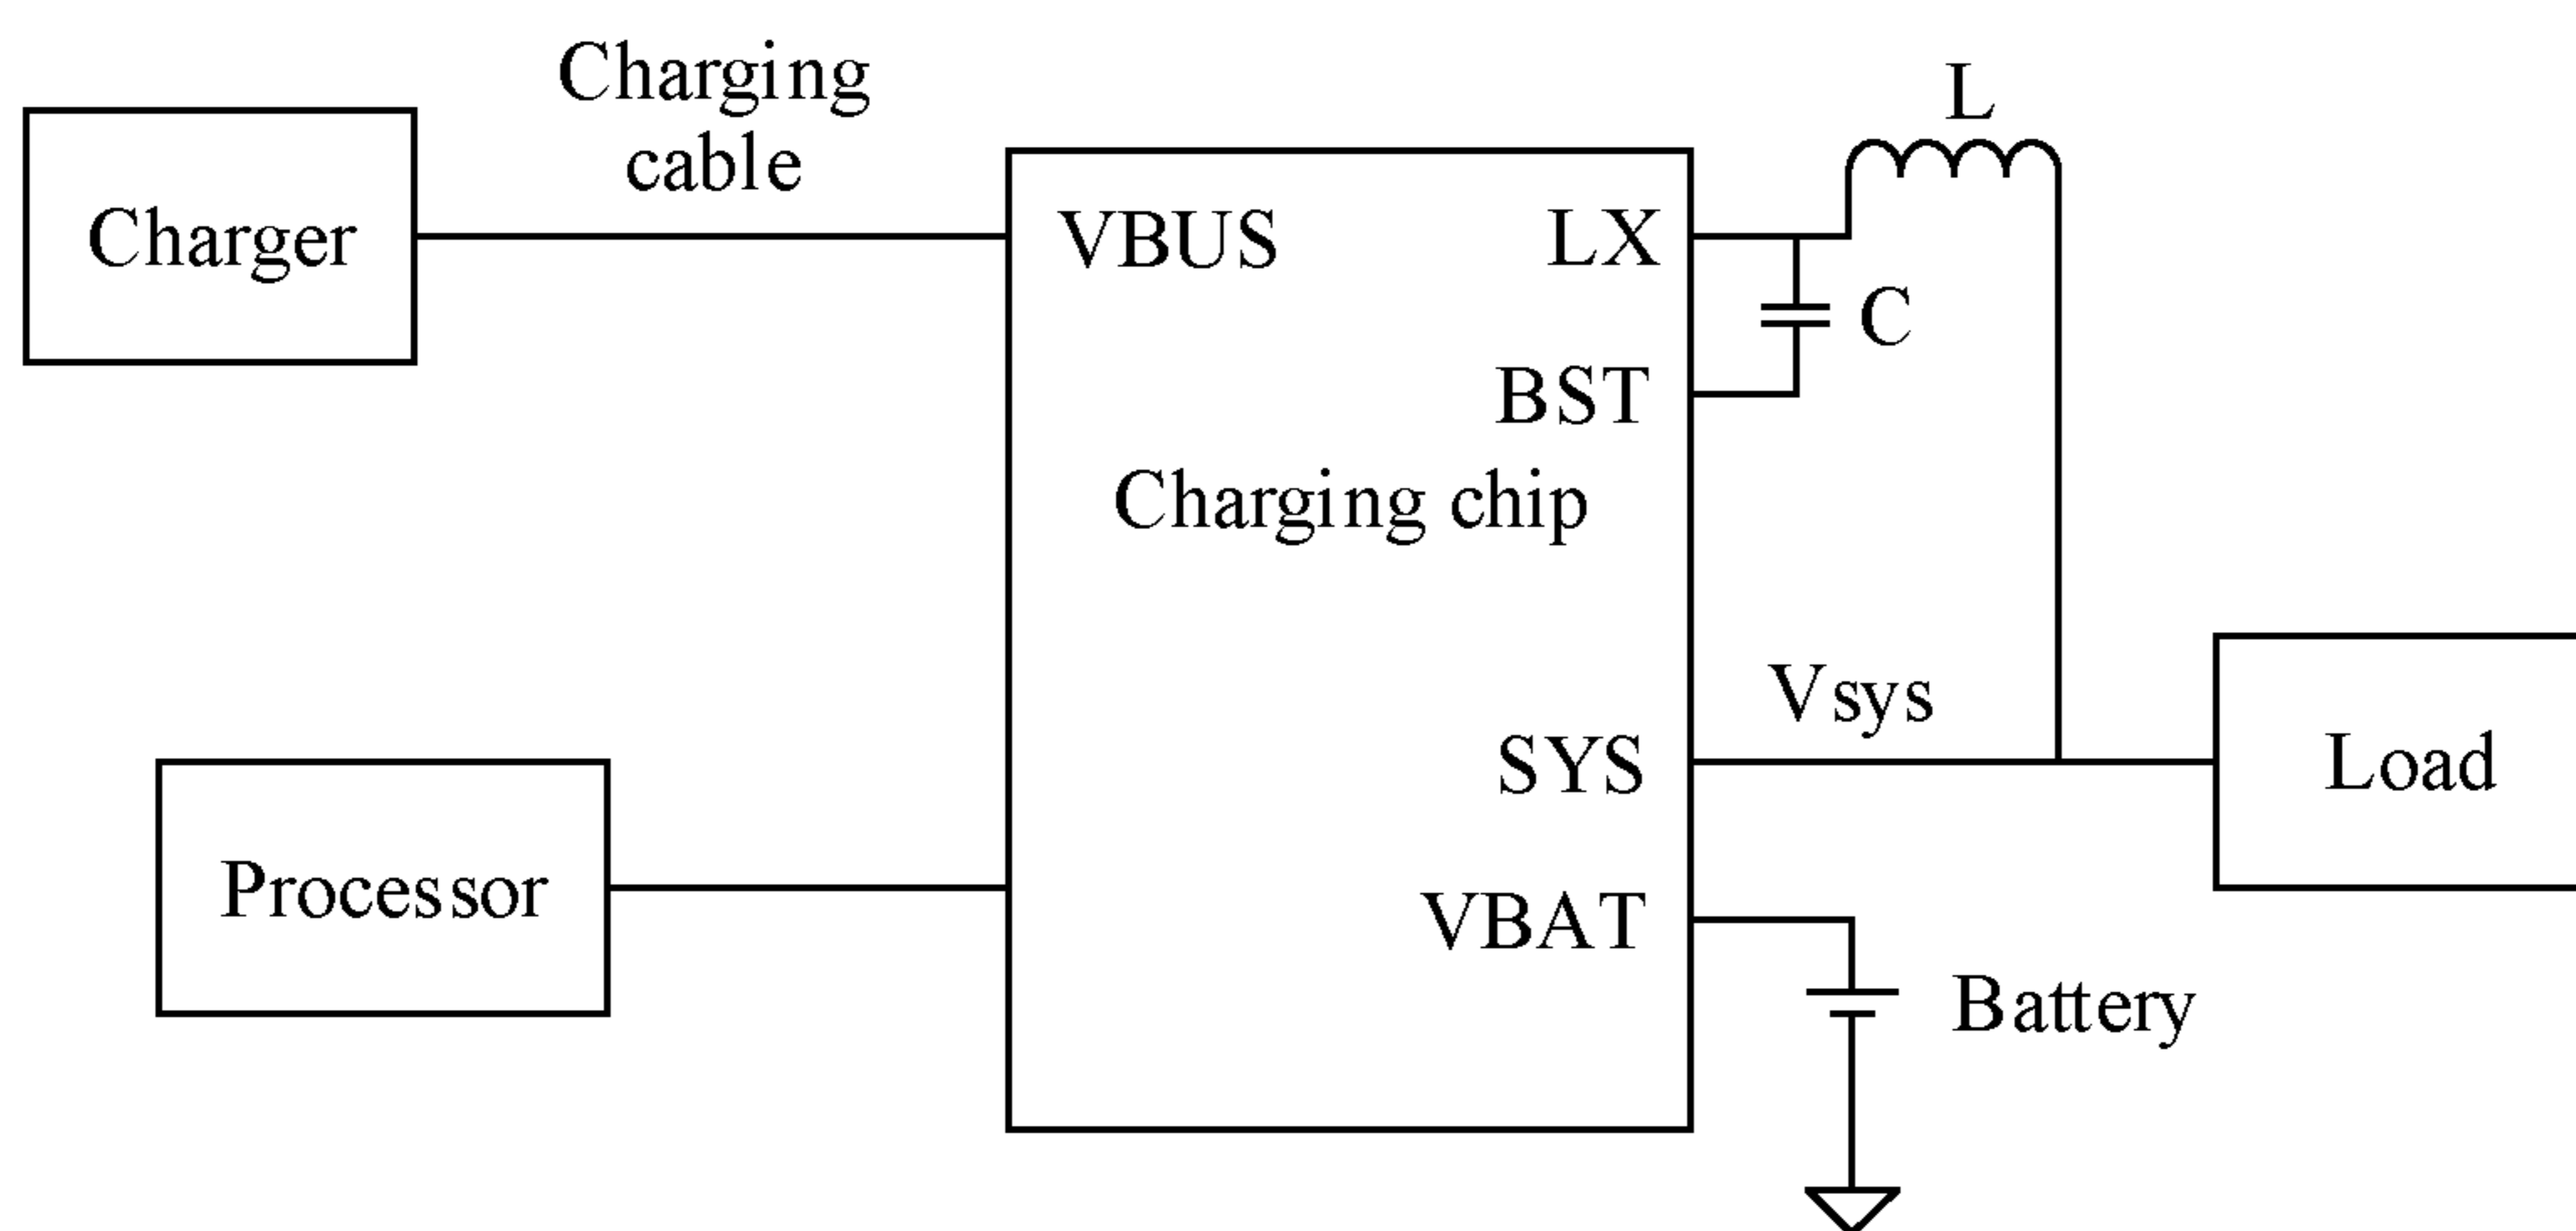 Charging
cable
L
Charger
VBUS
LX
C
BST
Charging chip
Vsys
SYS
Load
Processor
VBAT
Battery